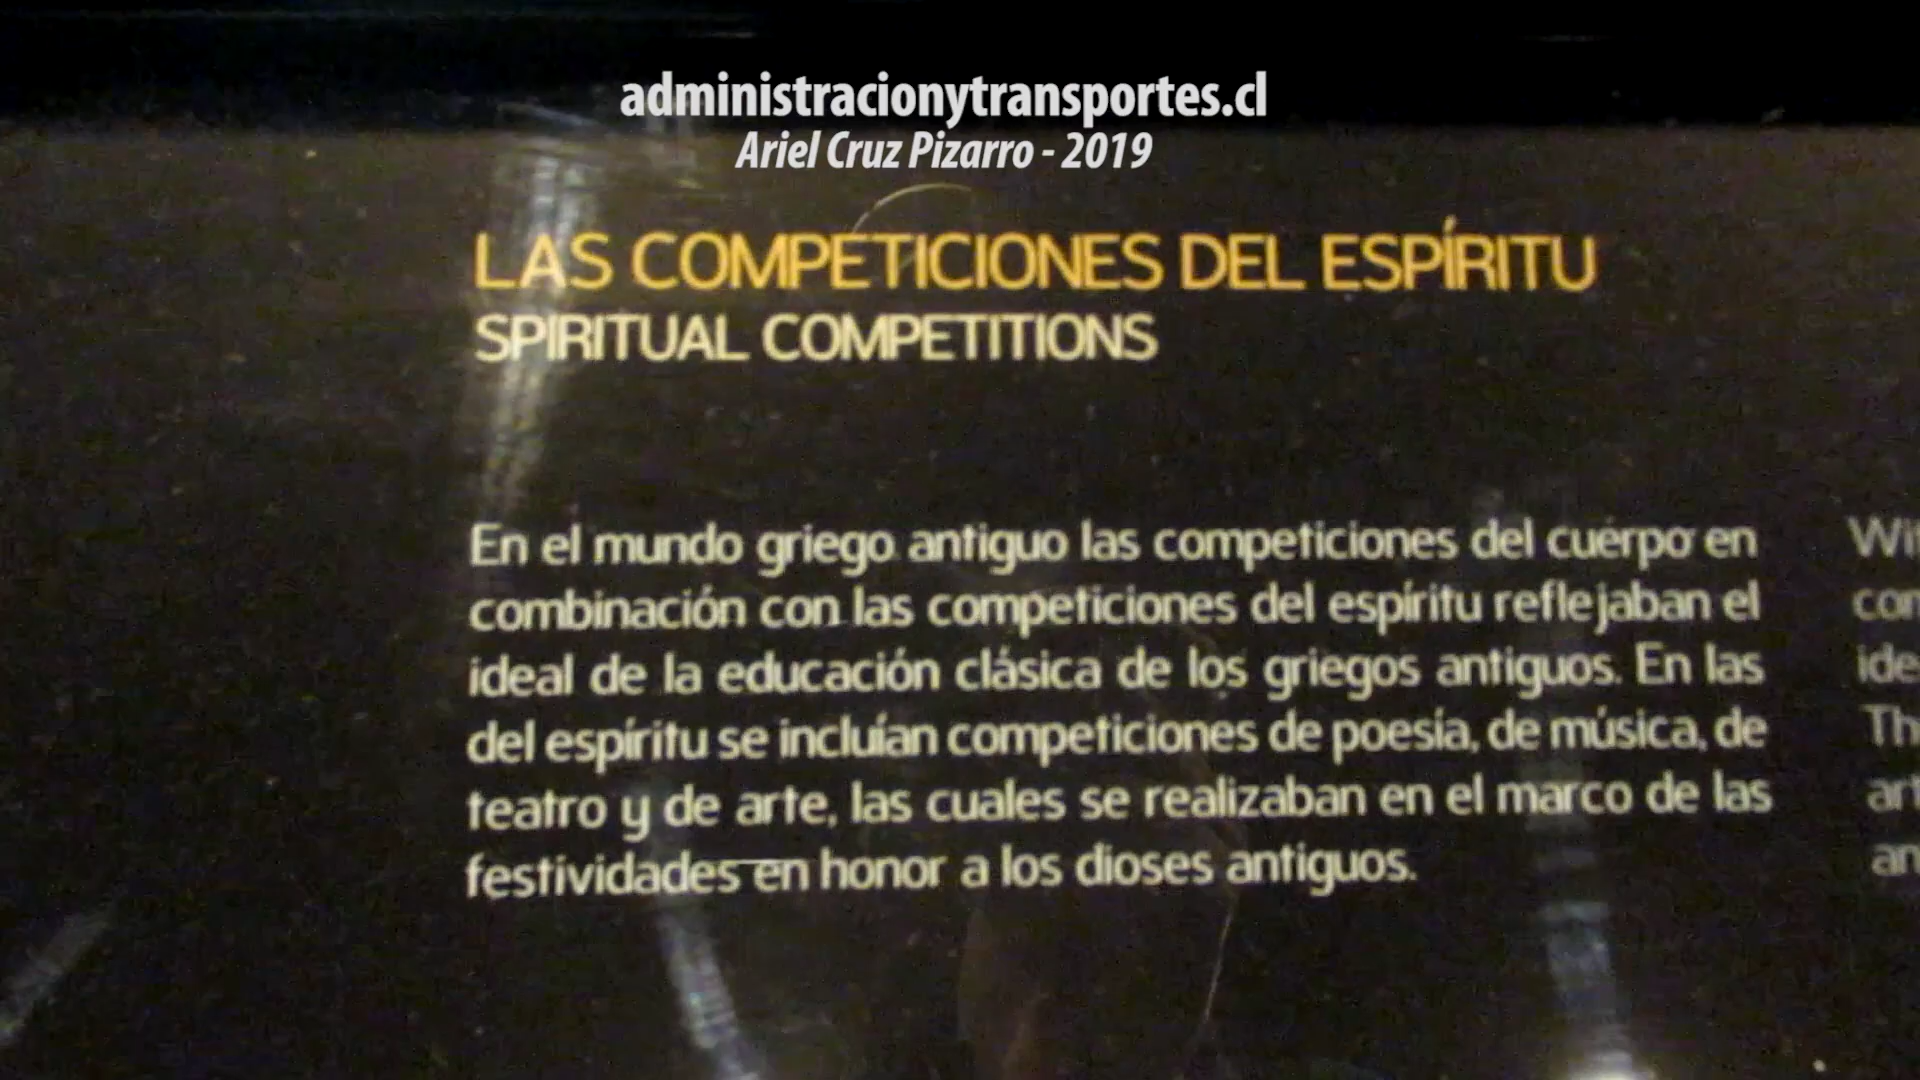 administracionytransportes.cl
Ariel Cruz Pizarro - 2019
LAS COMPETICIONES DEL ESPÍRITU
SPIRITUAL COMPETITIONS
En el mundo griego antiguo las competiciones del cuerpo en
combinación con las competiciones del espíritu reflejaban el
ideal de la educación clásica de los griegos antiguos. En las
del espíritu se incluían competiciones de poesía, de música, de
teatro y de arte, las cuales se realizaban en el marco de las
festividades en honor a los dioses antiguos.